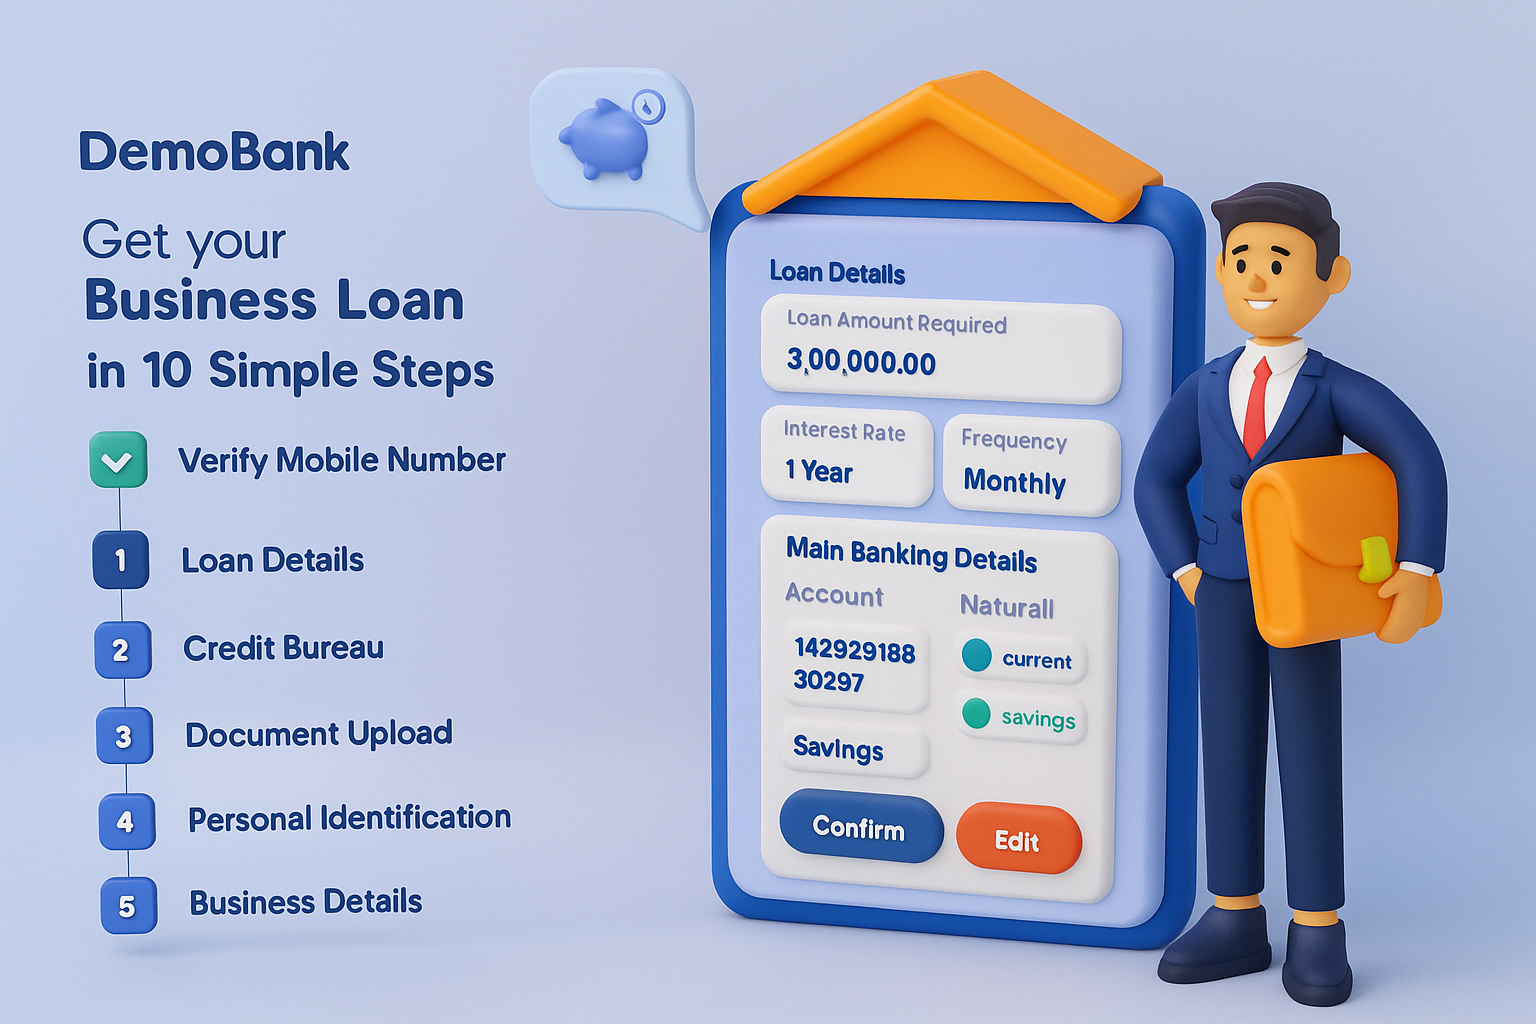 DemoBank
Get your
Business Loan
in 10 Simple Steps
Verify Mobile Number
1 Loan Details
2 Credit Bureau
3 Document Upload
4 Personal Identification
5 Business Details
Loan Details
Loan Amount Required
3,00,000.00
Interest Rate
1 Year
Frequency
Monthly
Main Banking Details
Account
142929188
30297
Savings
Naturall
current
savings
Confirm
Edit